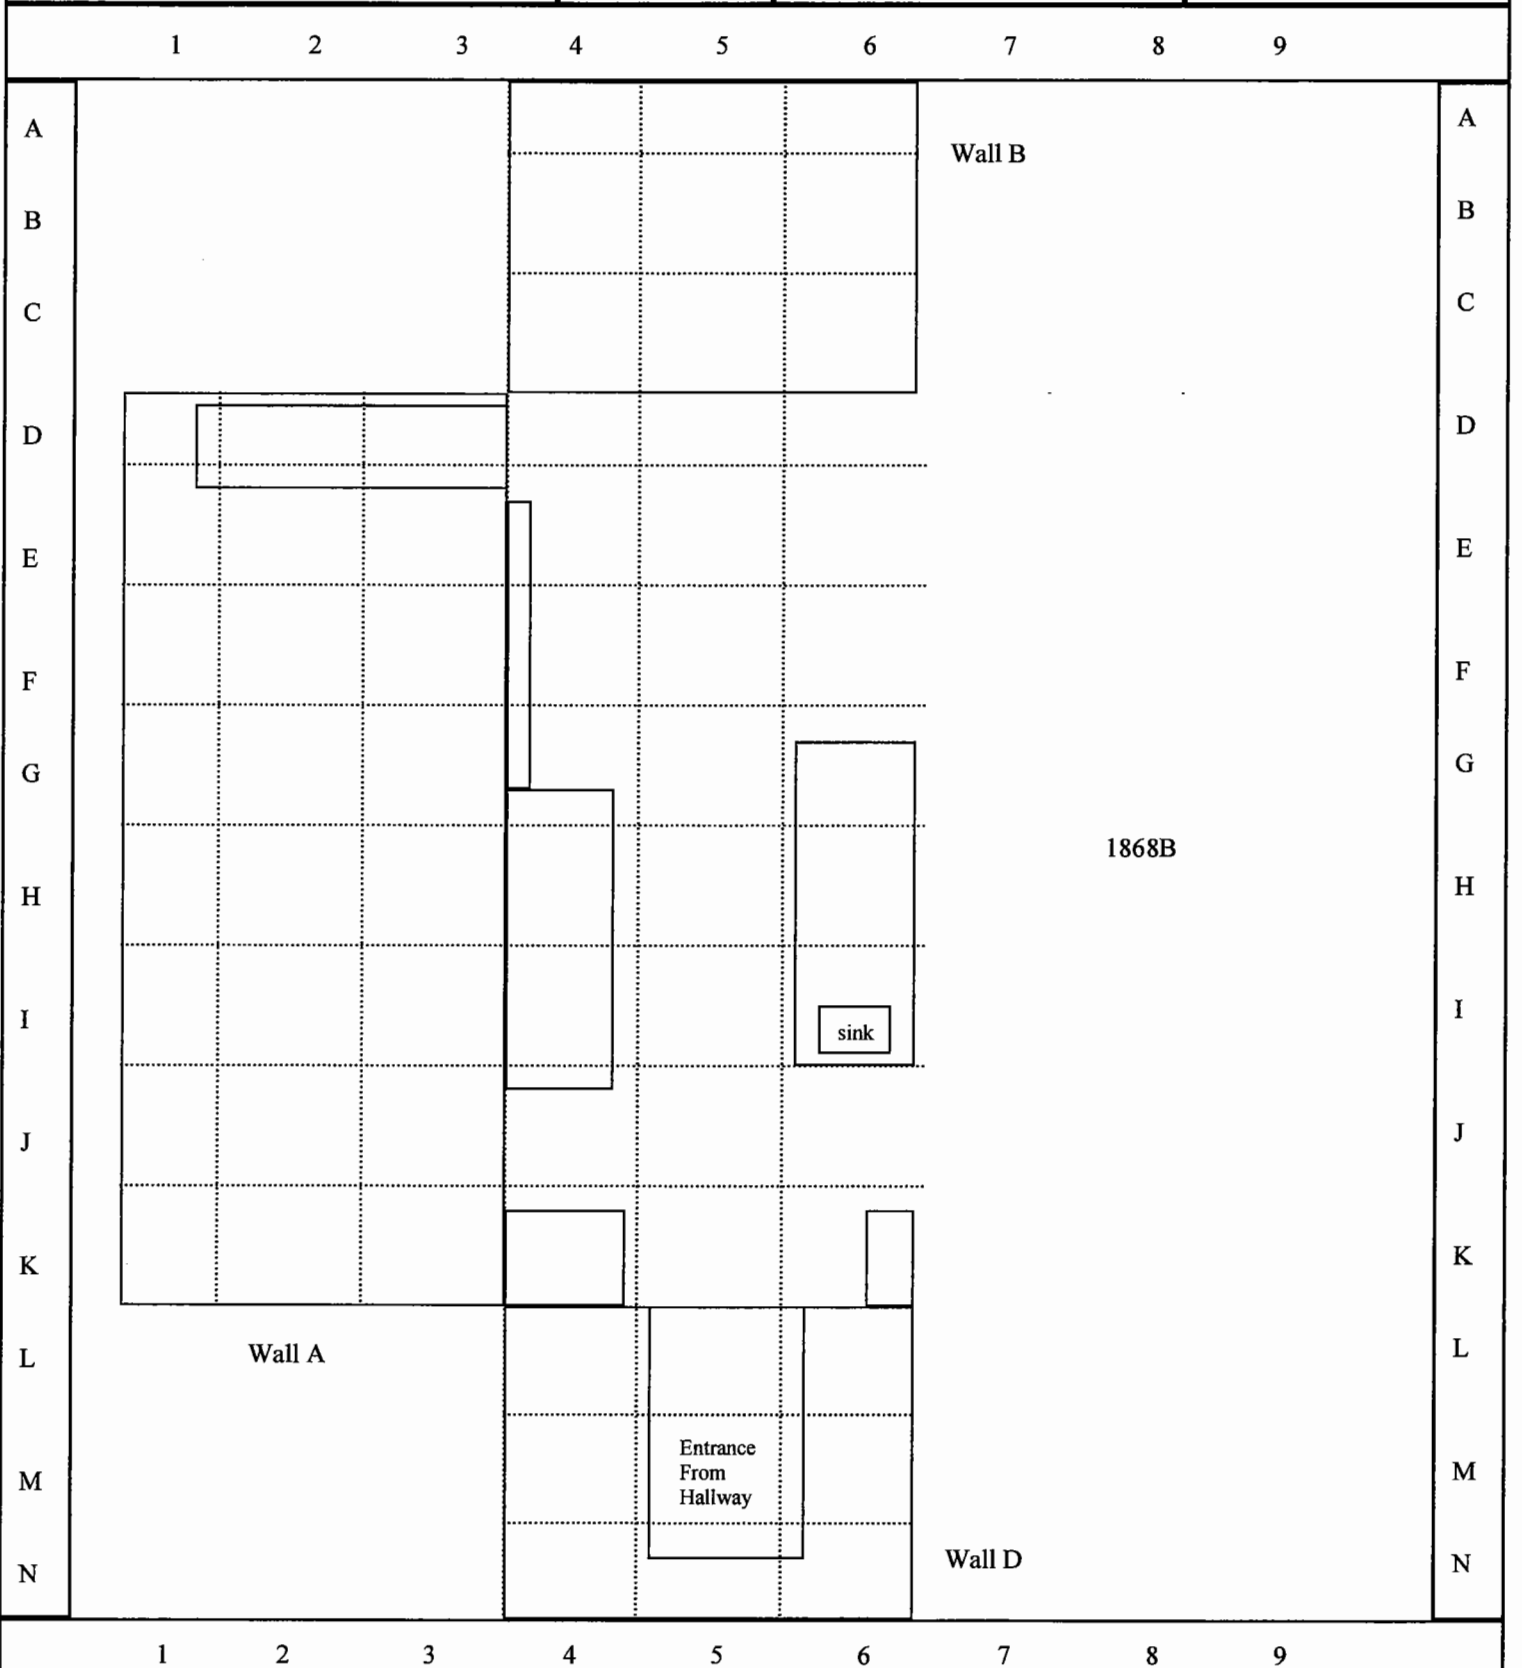 1 2 3 4 5 6 7 8 9
A A
Wall B
B B
C C
D D
E E
F F
G G
1868B
H H
I I
sink
J J
K K
L L
Wall A
Entrance
From
Hallway
M M
Wall D
N N
1 2 3 4 5 6 7 8 9